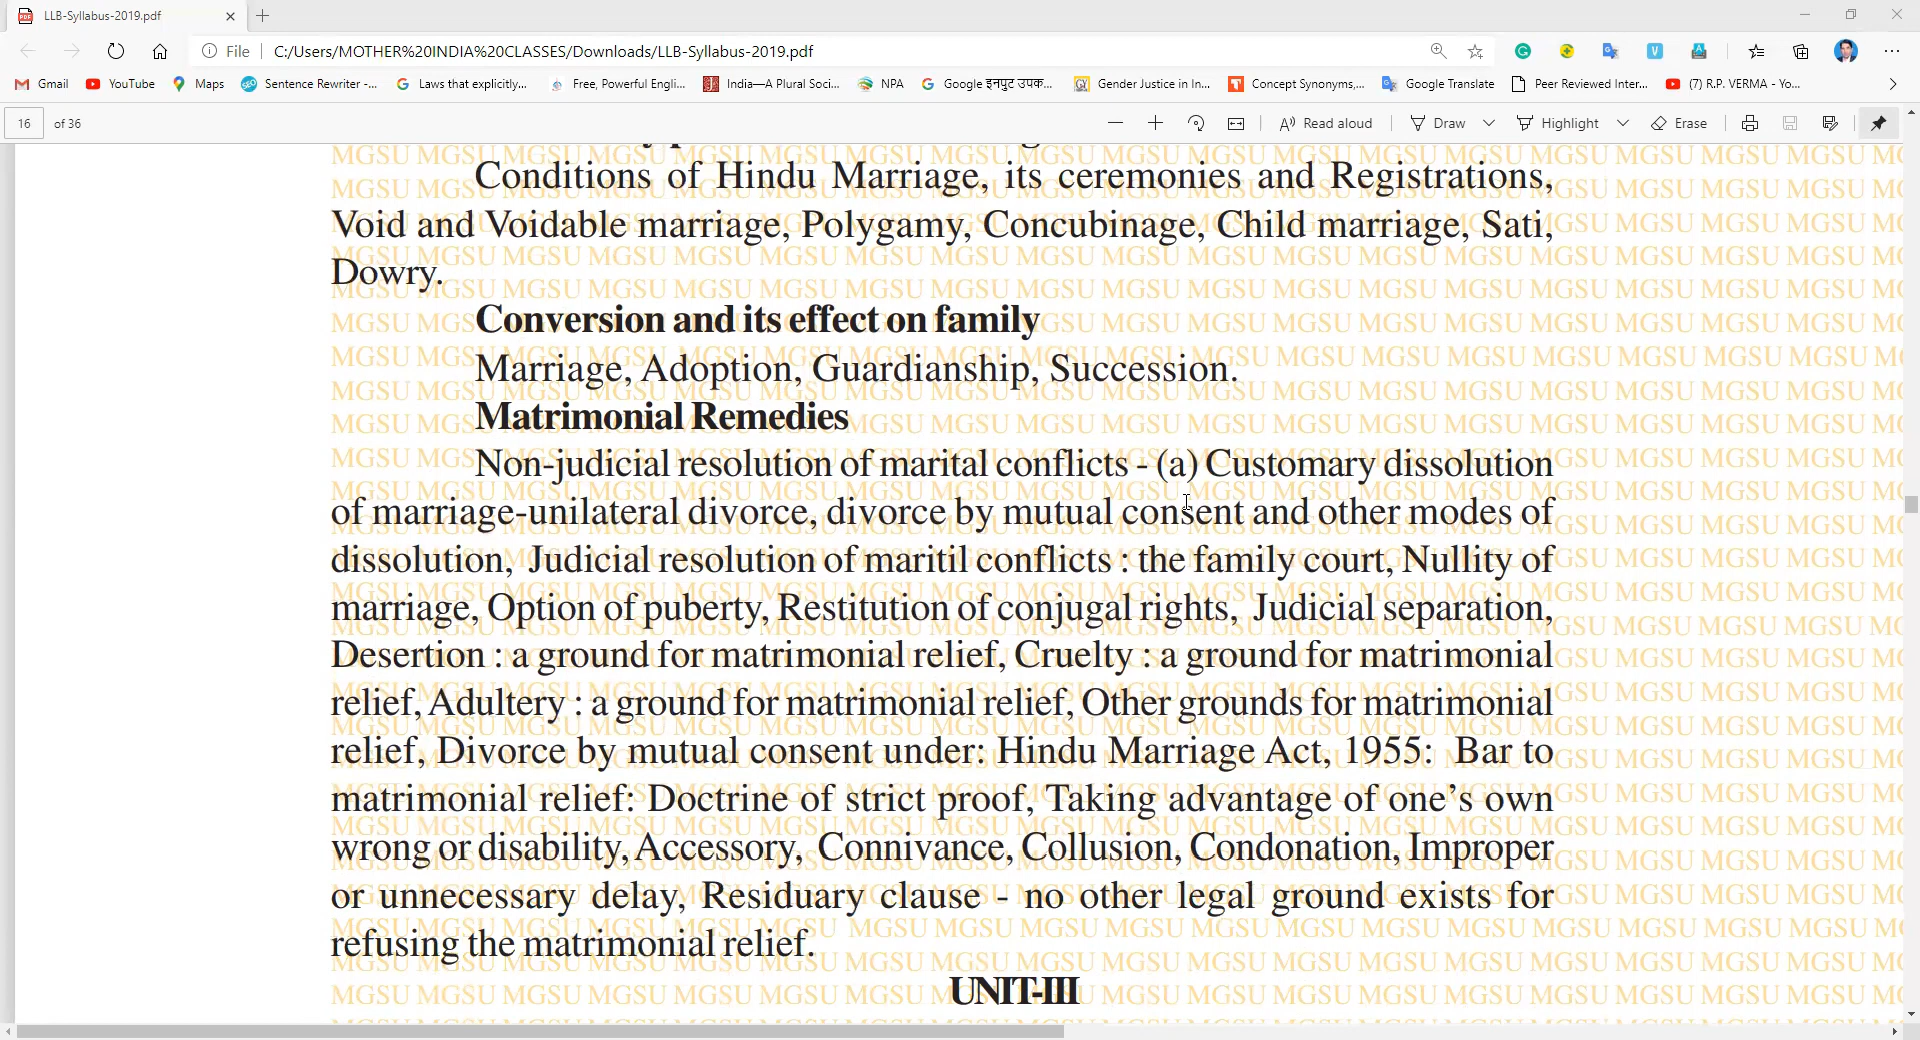 LLB-Syllabus-2019.pdf
File C:/Users/MOTHER%20INDIA%20CLASSES/Downloads/LLB-Syllabus-2019.pdf
Gmail YouTube Maps Sentence Rewriter -... Laws that explicitly... Free, Powerful Engli... India—A Plural Soci... NPA Google इनपुट उपक... Gender Justice in In... Concept Synonyms,... Google Translate Peer Reviewed Inter... (7) R.P. VERMA - Yo...
16 of 36 Read aloud Draw Highlight Erase
Conditions of Hindu Marriage, its ceremonies and Registrations,
Void and Voidable marriage, Polygamy, Concubinage, Child marriage, Sati,
Dowry.
Conversion and its effect on family
Marriage, Adoption, Guardianship, Succession.
Matrimonial Remedies
Non-judicial resolution of marital conflicts - (a) Customary dissolution
of marriage-unilateral divorce, divorce by mutual consent and other modes of
dissolution, Judicial resolution of maritil conflicts : the family court, Nullity of
marriage, Option of puberty, Restitution of conjugal rights, Judicial separation,
Desertion : a ground for matrimonial relief, Cruelty : a ground for matrimonial
relief, Adultery : a ground for matrimonial relief, Other grounds for matrimonial
relief, Divorce by mutual consent under: Hindu Marriage Act, 1955: Bar to
matrimonial relief: Doctrine of strict proof, Taking advantage of one's own
wrong or disability, Accessory, Connivance, Collusion, Condonation, Improper
or unnecessary delay, Residuary clause - no other legal ground exists for
refusing the matrimonial relief.
UNIT-III